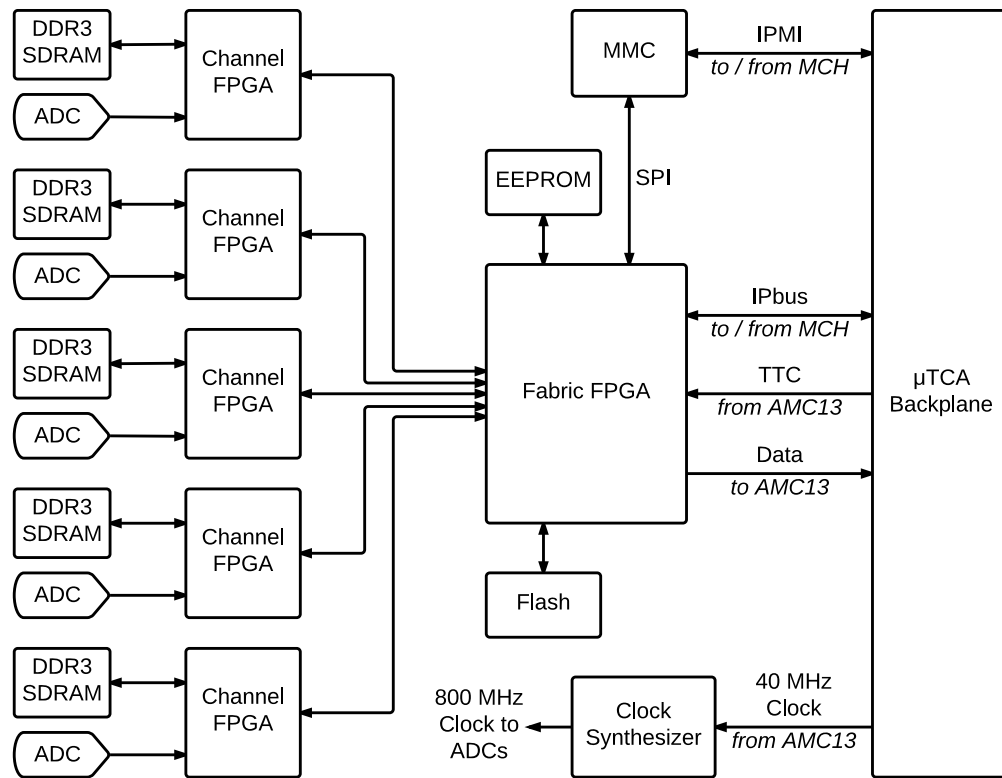 DDR3
SDRAM
ADC
Channel
FPGA
DDR3
SDRAM
ADC
Channel
FPGA
DDR3
SDRAM
ADC
Channel
FPGA
DDR3
SDRAM
ADC
Channel
FPGA
DDR3
SDRAM
ADC
Channel
FPGA
MMC
IPMI
to / from MCH
EEPROM
SPI
Fabric FPGA
IPbus
to / from MCH
TTC
from AMC13
Data
to AMC13
μTCA
Backplane
Flash
800 MHz
Clock to
ADCs
Clock
Synthesizer
40 MHz
Clock
from AMC13